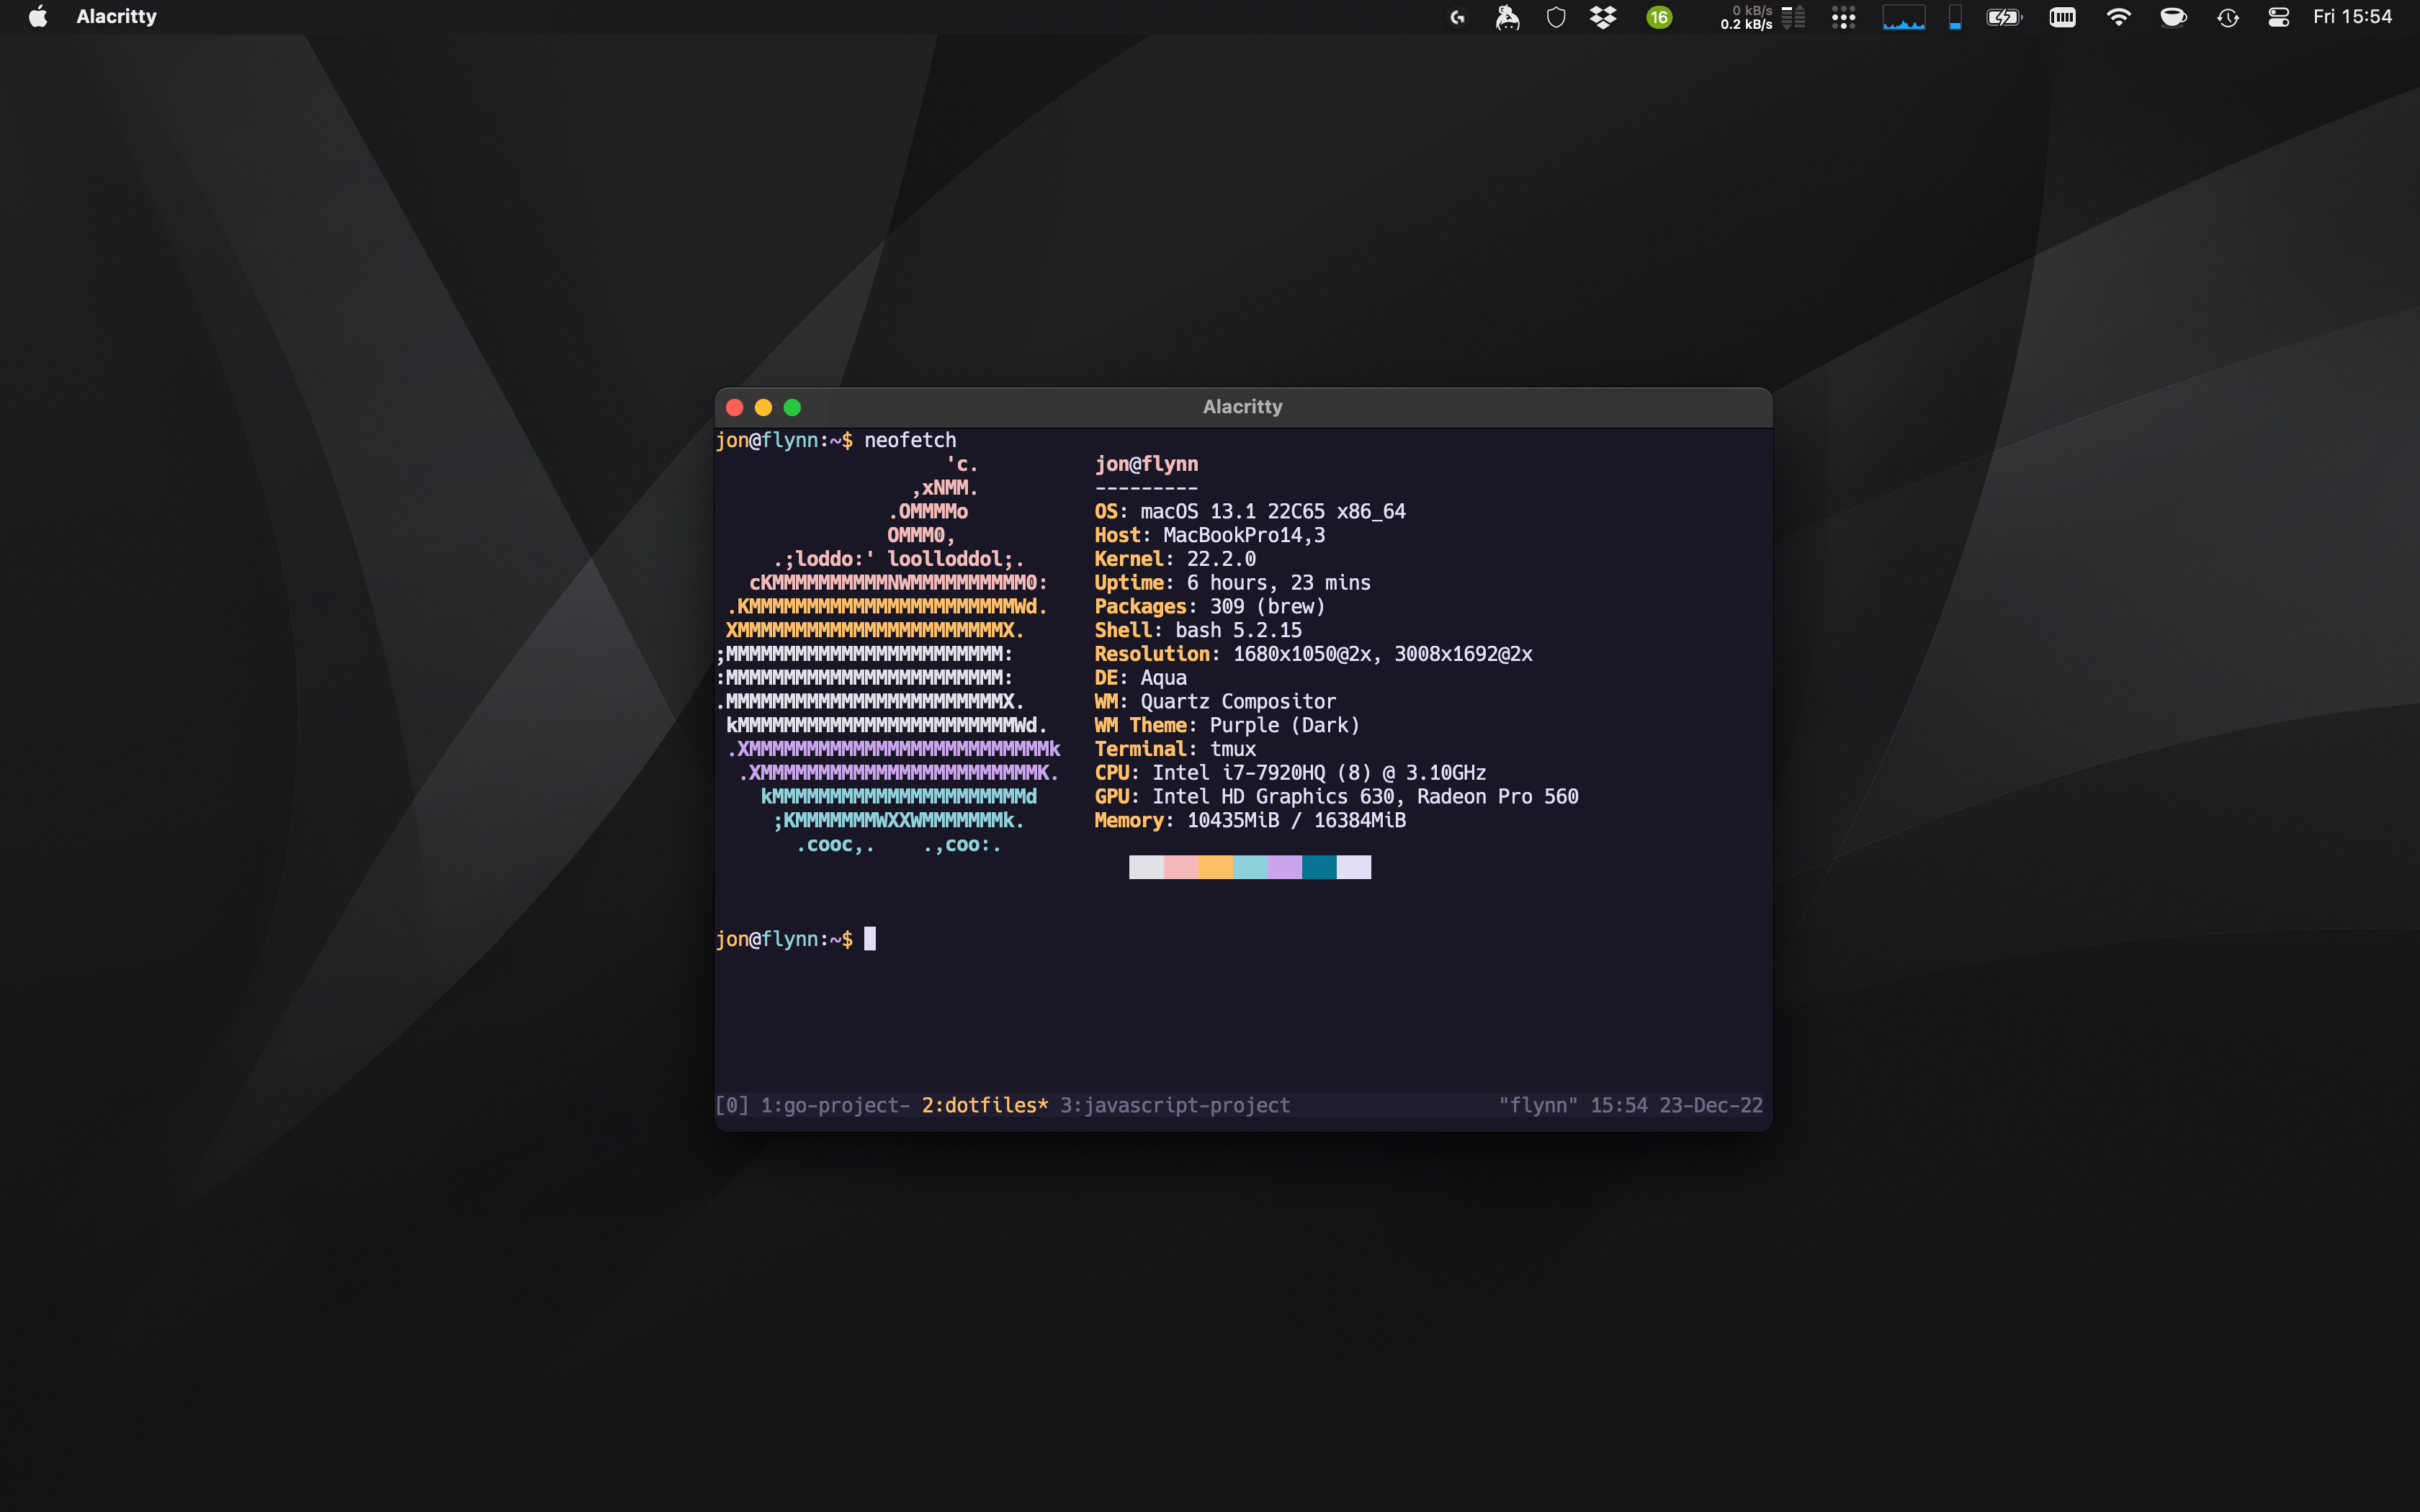 Alacritty
16
0 kB/s
0.2 kB/s
Fri 15:54
Alacritty
jon@flynn:~$ neofetch
'c.
,xNMM.
.OMMMMo
OMMM0,
.;loddo:' loolloddol;.
cKMMMMMMMMMMNWMMMMMMMMMM0:
.KMMMMMMMMMMMMMMMMMMMMMMMWd.
XMMMMMMMMMMMMMMMMMMMMMMMX.
;MMMMMMMMMMMMMMMMMMMMMMMM:
:MMMMMMMMMMMMMMMMMMMMMMMM:
.MMMMMMMMMMMMMMMMMMMMMMMMX.
kMMMMMMMMMMMMMMMMMMMMMMMMWd.
.XMMMMMMMMMMMMMMMMMMMMMMMMMMk
.XMMMMMMMMMMMMMMMMMMMMMMMMK.
kMMMMMMMMMMMMMMMMMMMMMMd
;KMMMMMMMWXXWMMMMMMMk.
.cooc,.    .,coo:.
jon@flynn
---------
OS: macOS 13.1 22C65 x86_64
Host: MacBookPro14,3
Kernel: 22.2.0
Uptime: 6 hours, 23 mins
Packages: 309 (brew)
Shell: bash 5.2.15
Resolution: 1680x1050@2x, 3008x1692@2x
DE: Aqua
WM: Quartz Compositor
WM Theme: Purple (Dark)
Terminal: tmux
CPU: Intel i7-7920HQ (8) @ 3.10GHz
GPU: Intel HD Graphics 630, Radeon Pro 560
Memory: 10435MiB / 16384MiB
jon@flynn:~$
[0] 1:go-project- 2:dotfiles* 3:javascript-project "flynn" 15:54 23-Dec-22